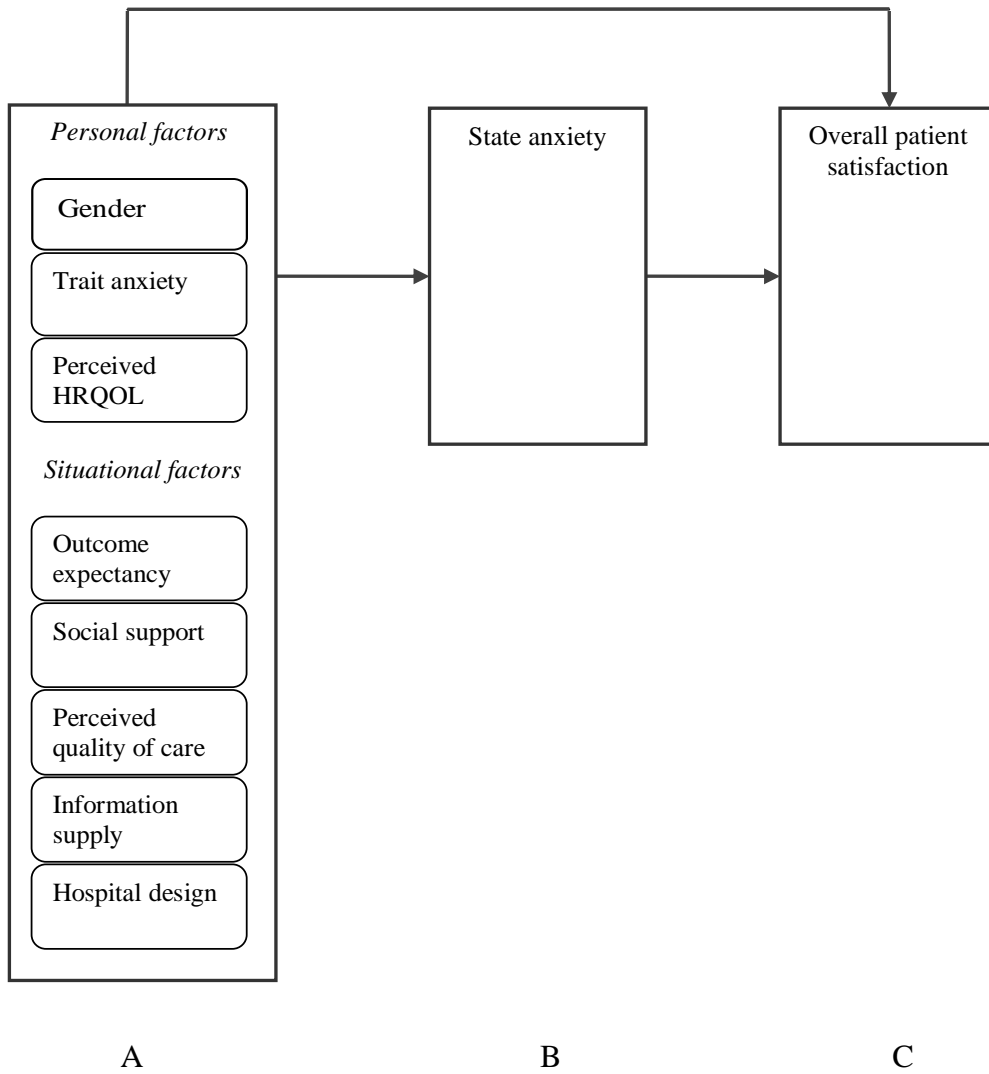 Personal factors
Gender
Trait anxiety
Perceived
HRQOL
Situational factors
Outcome
expectancy
Social support
Perceived
quality of care
Information
supply
Hospital design
State anxiety
Overall patient
satisfaction
A
B
C